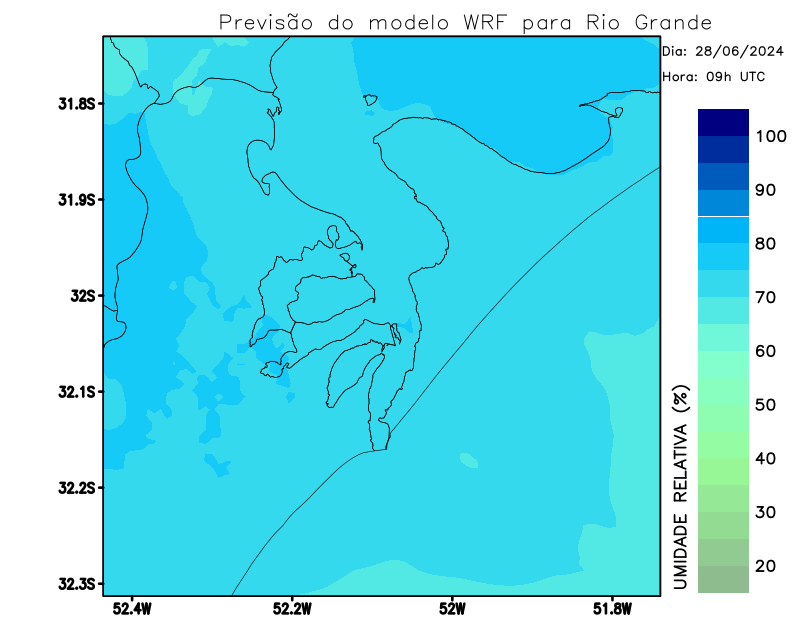 Previsão do modelo WRF para Rio Grande
Dia: 28/06/2024
Hora: 09h UTC
31.8S
31.9S
32S
32.1S
32.2S
32.3S
52.4W
52.2W
52W
51.8W
UMIDADE RELATIVA (%)
100
90
80
70
60
50
40
30
20